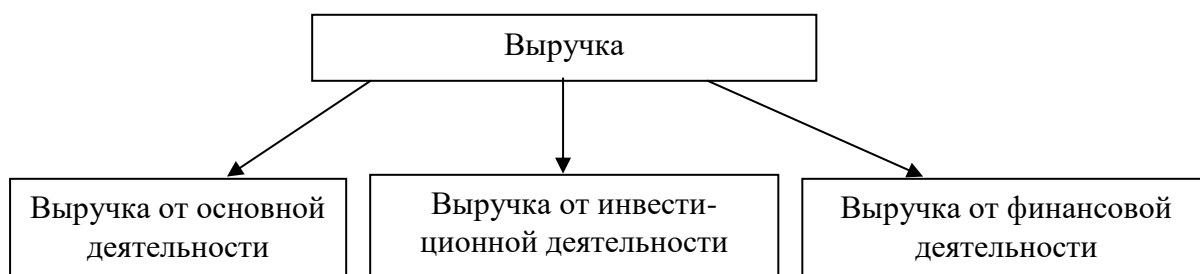 Выручка
Выручка от основной
деятельности
Выручка от инвести-
ционной деятельности
Выручка от финансовой
деятельности